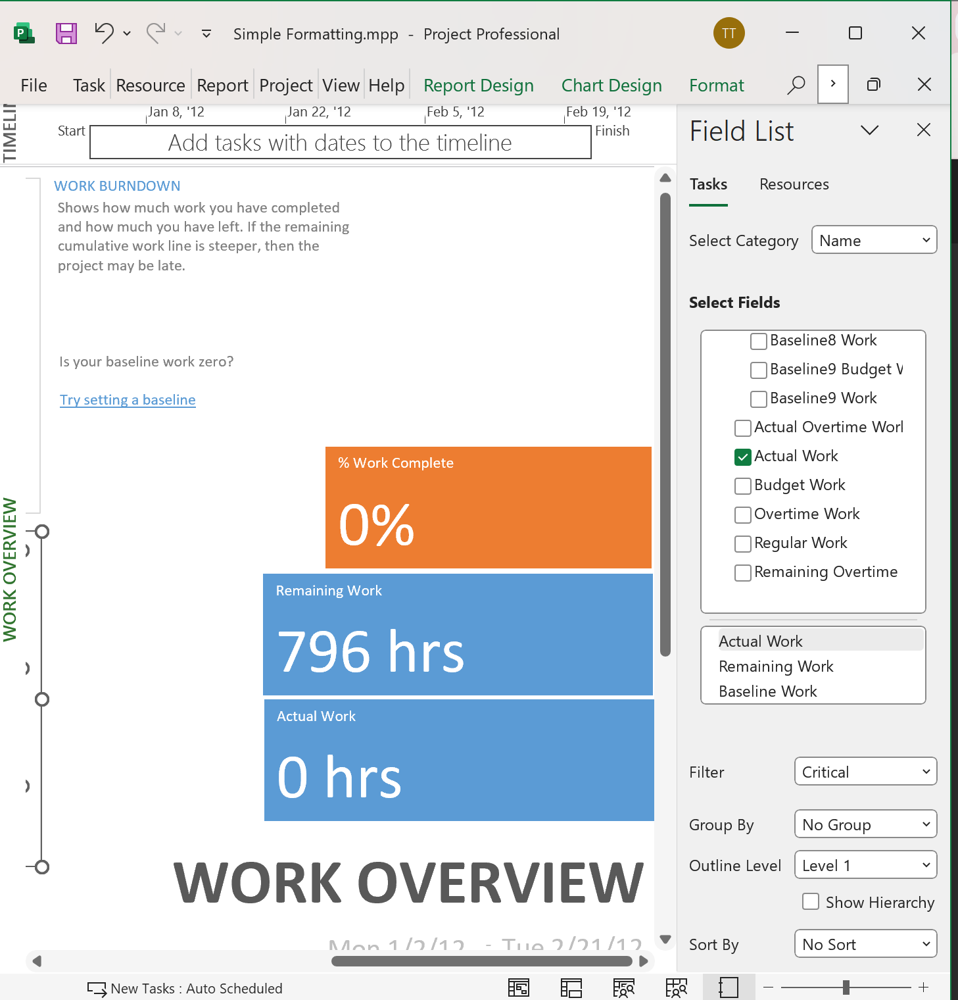 Simple Formatting.mpp - Project Professional
TT
File Task Resource Report Project View Help Report Design Chart Design Format
TIMELIN
Jan 8, '12 Jan 22, '12 Feb 5, '12 Feb 19, '12
Start
Add tasks with dates to the timeline
Finish
WORK OVERVIEW
WORK BURNDOWN
Shows how much work you have completed
and how much you have left. If the remaining
cumulative work line is steeper, then the
project may be late.
Is your baseline work zero?
Try setting a baseline
% Work Complete
0%
Remaining Work
796 hrs
Actual Work
0 hrs
WORK OVERVIEW
Mon 1/2/12 - Tue 2/21/12
Field List
Tasks Resources
Select Category Name
Select Fields
Baseline8 Work
Baseline9 Budget W
Baseline9 Work
Actual Overtime Work
Actual Work
Budget Work
Overtime Work
Regular Work
Remaining Overtime
Actual Work
Remaining Work
Baseline Work
Filter Critical
Group By No Group
Outline Level Level 1
Show Hierarchy
Sort By No Sort
New Tasks : Auto Scheduled